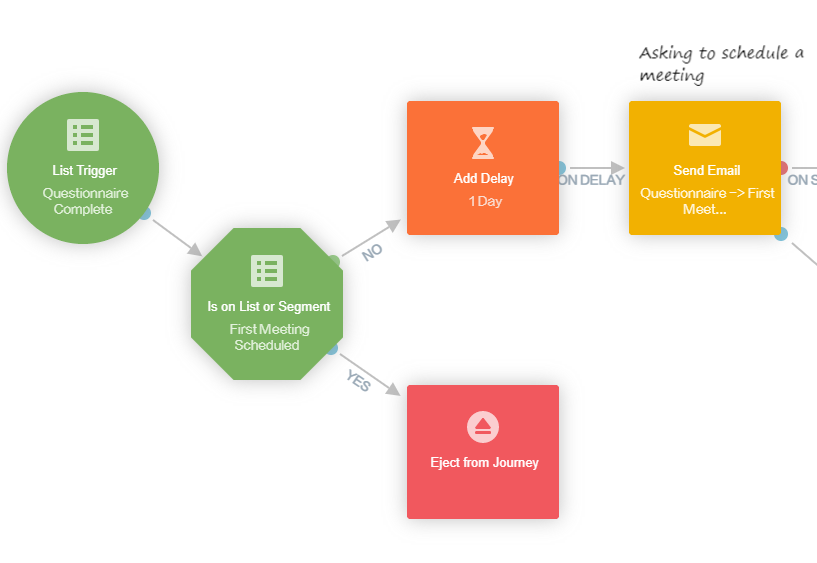 Asking to schedule a
meeting
List Trigger
Questionnaire
Complete
Is on List or Segment
First Meeting
Scheduled
NO
YES
Add Delay
1 Day
ON DELAY
Send Email
Questionnaire –> First
Meet...
ON S
Eject from Journey